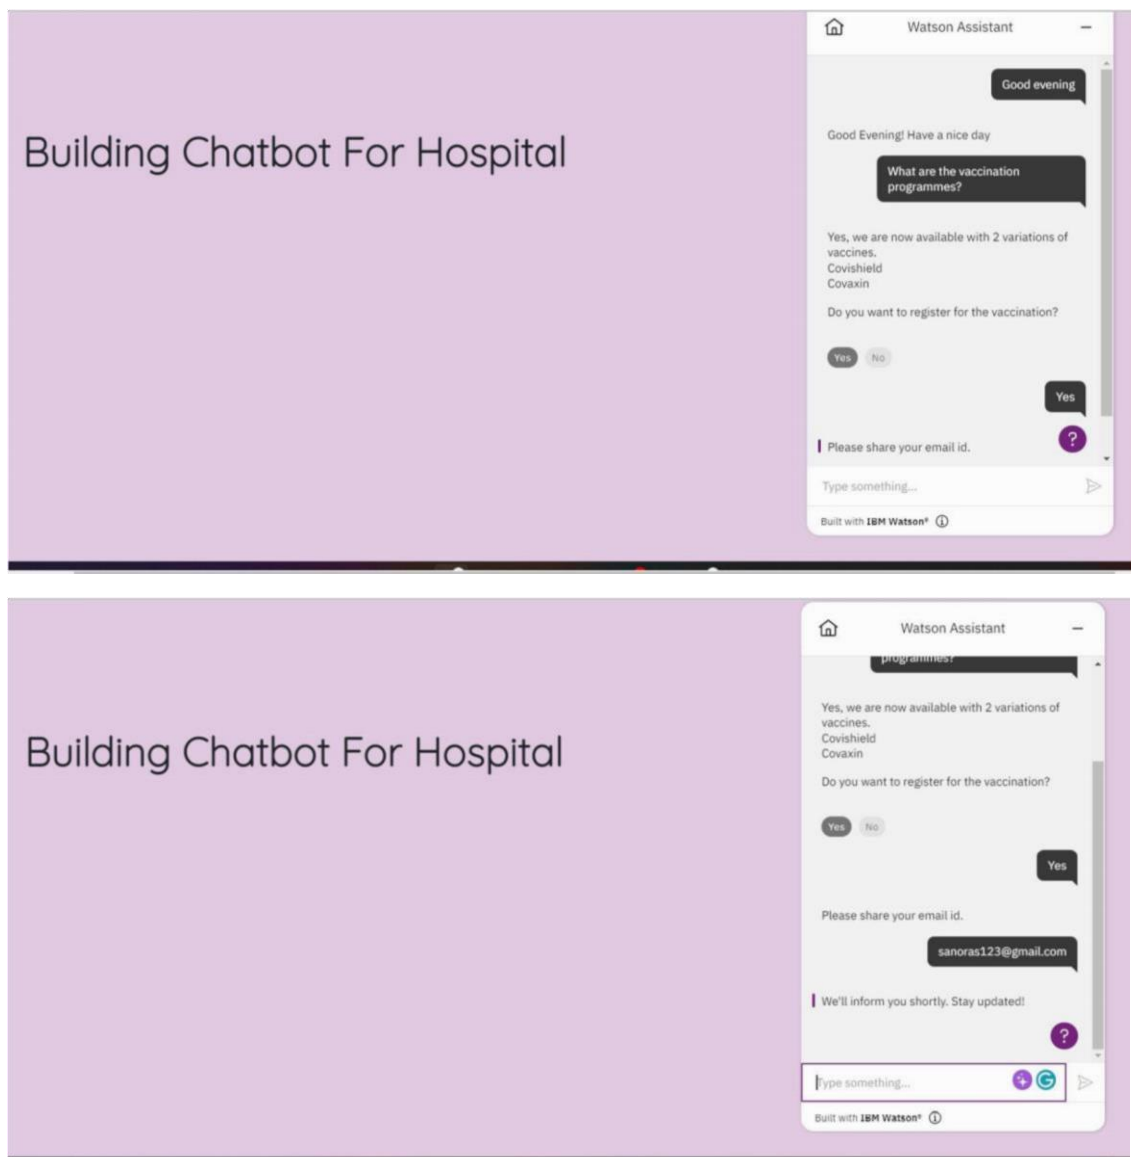 Watson Assistant
Good evening
Building Chatbot For Hospital
Good Evening! Have a nice day
What are the vaccination
programmes?
Yes, we are now available with 2 variations of
vaccines.
Covishield
Covaxin
Do you want to register for the vaccination?
Yes No
Yes
?
Please share your email id.
Type something...
Built with IBM Watson®
Watson Assistant
programmes?
Yes, we are now available with 2 variations of
vaccines.
Building Chatbot For Hospital
Covishield
Covaxin
Do you want to register for the vaccination?
Yes No
Yes
Please share your email id.
sanoras123@gmail.com
We'll inform you shortly. Stay updated!
?
Type something...
Built with IBM Watson®